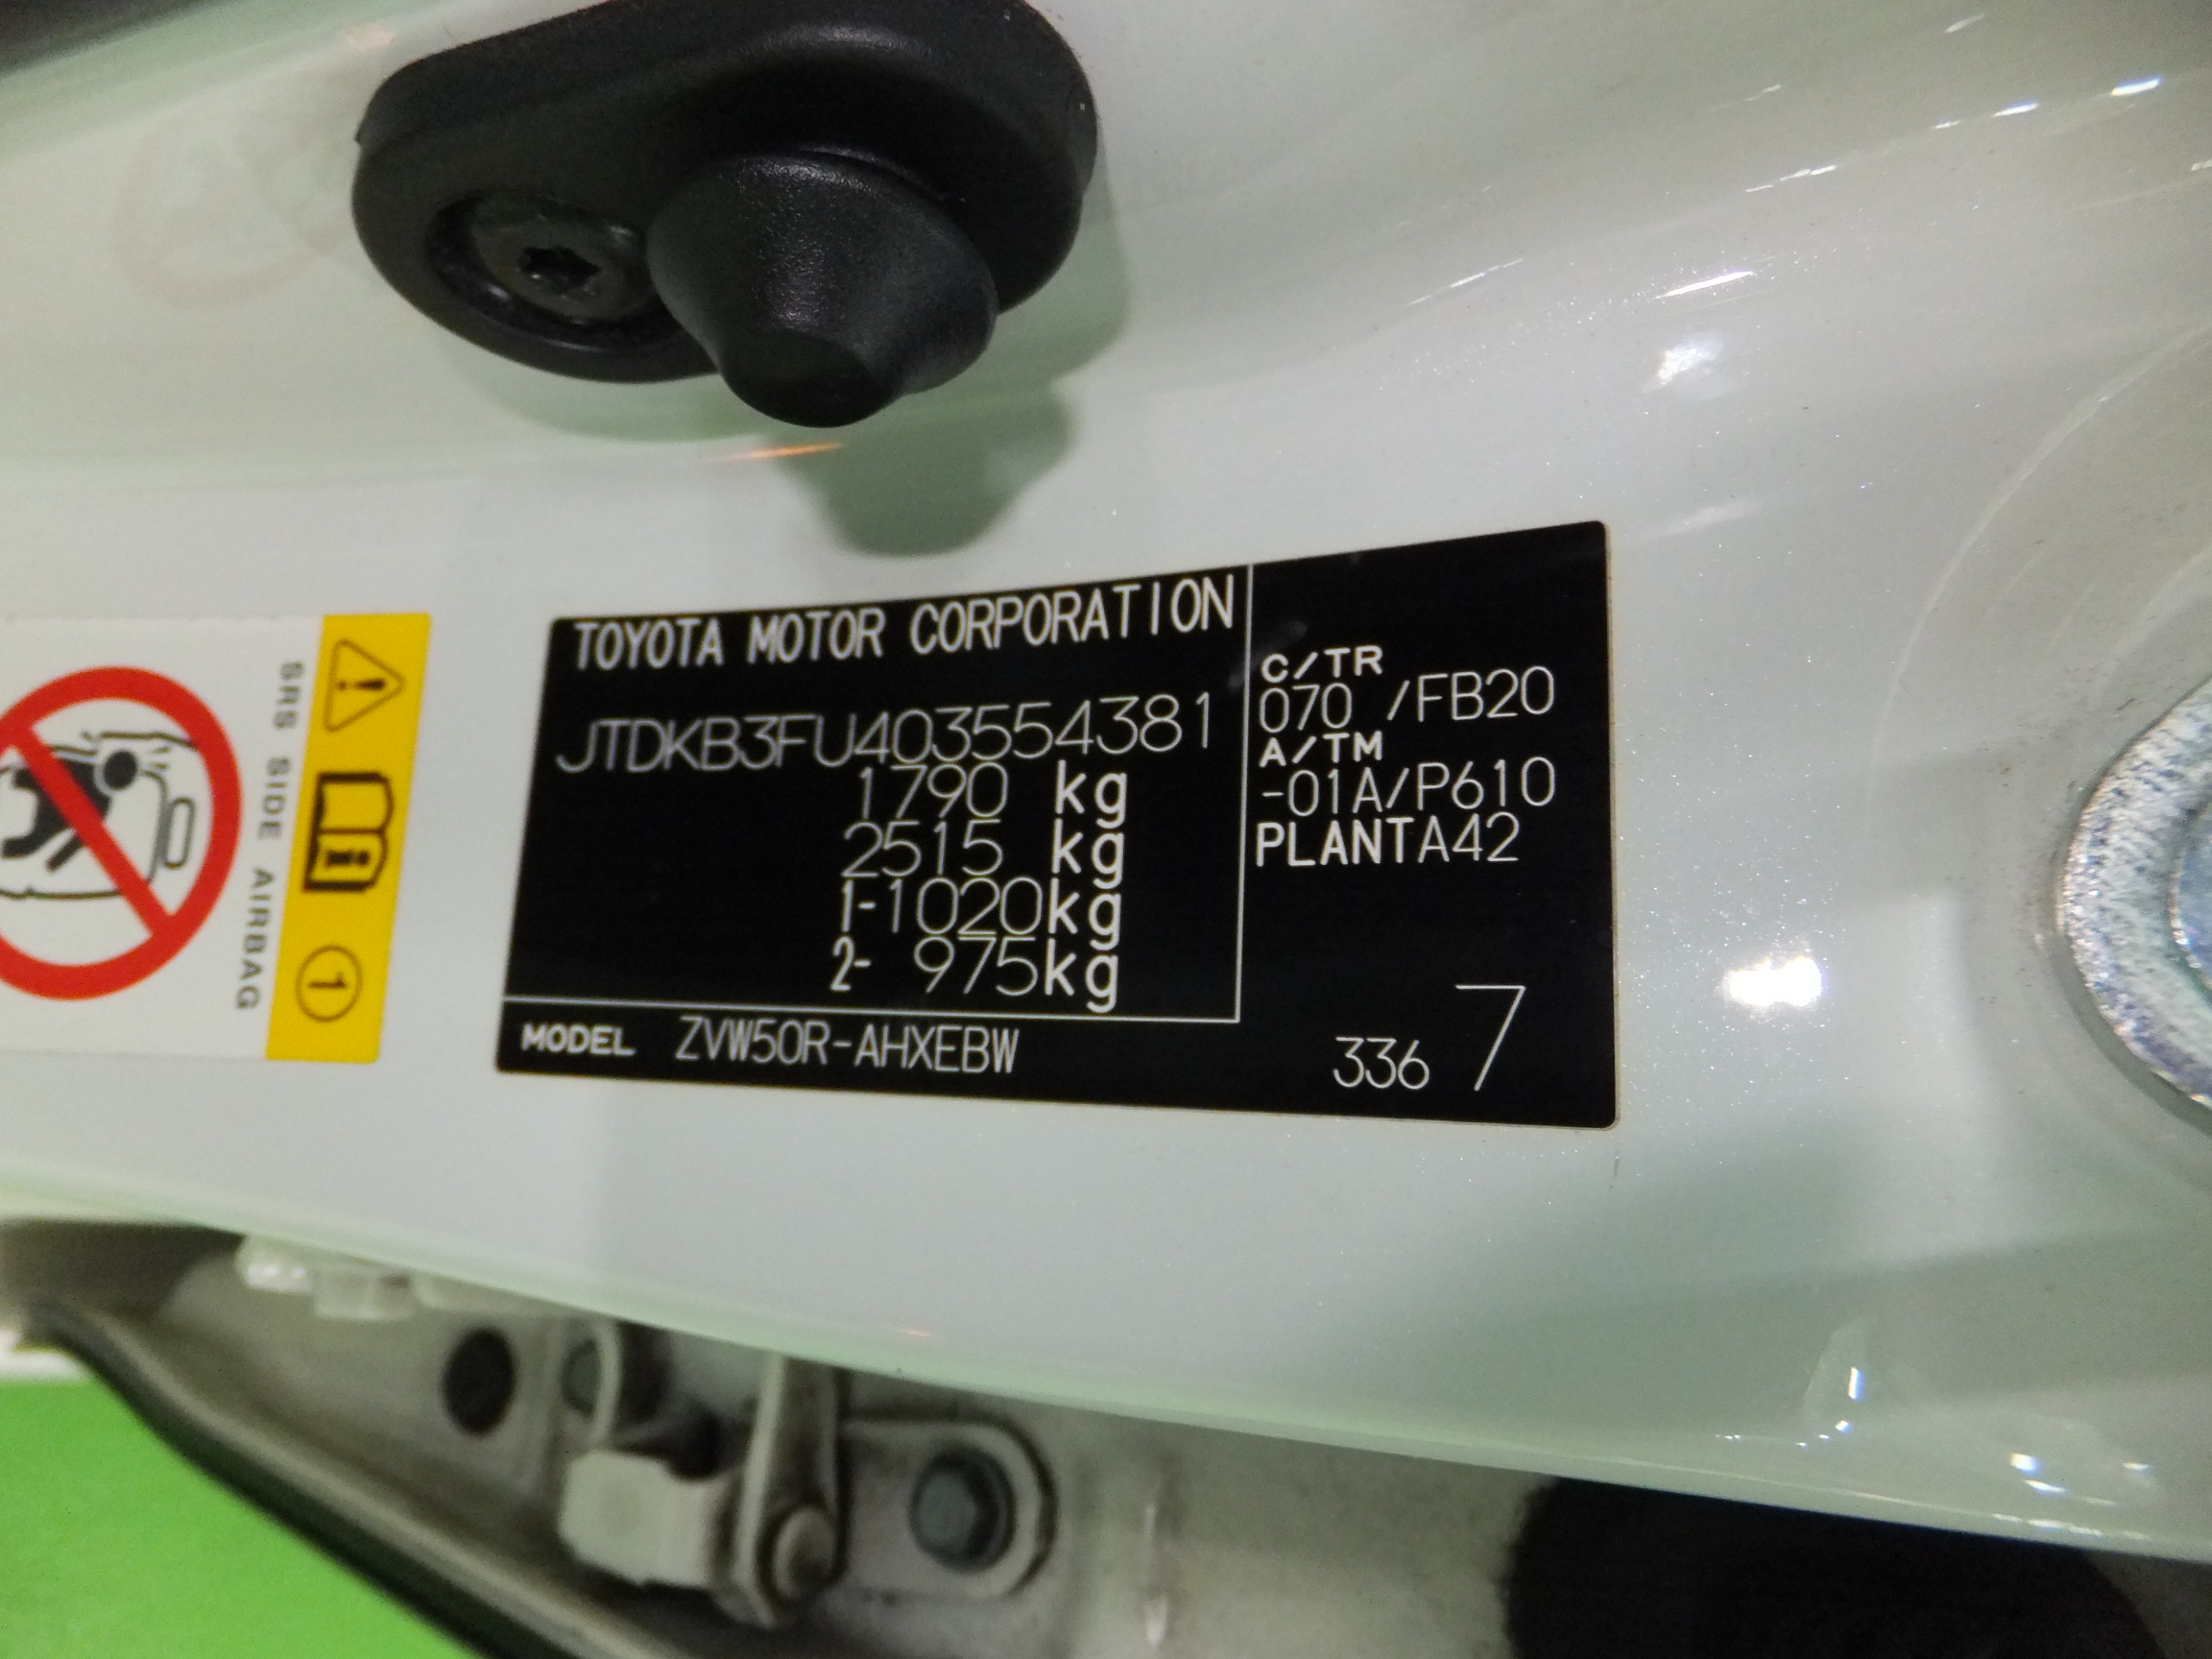 TOYOTA MOTOR CORPORATION
JTDKB3FU403554381
1790 kg
2515 kg
1-1020kg
2- 975kg
MODEL ZVW50R-AHXEBW
C/TR
070 /FB20
A/TM
-01A/P610
PLANTA42
336 7
SRS SIDE AIRBAG
1